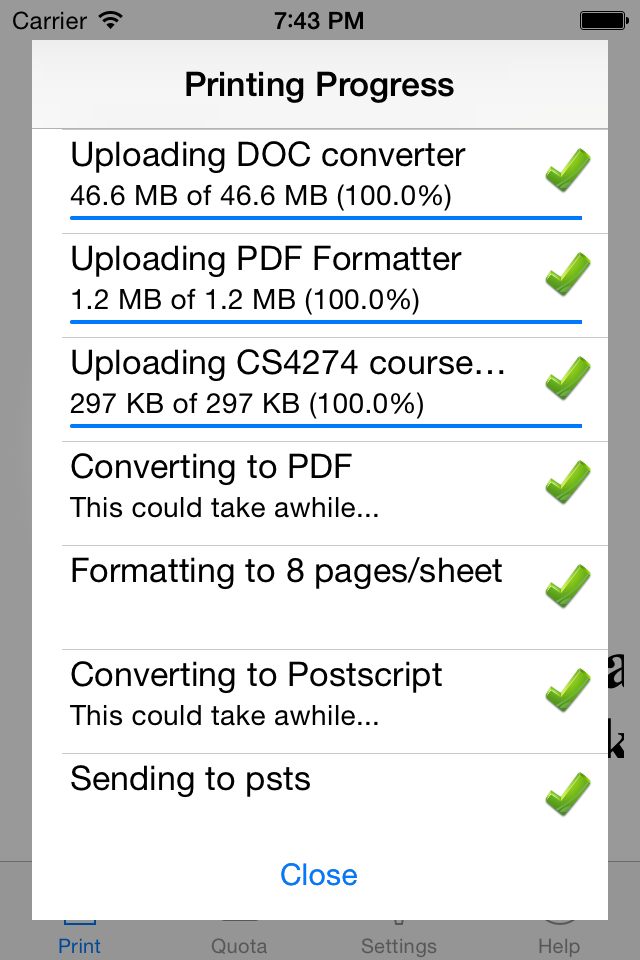 Carrier 7:43 PM
Printing Progress
Uploading DOC converter
46.6 MB of 46.6 MB (100.0%)
Uploading PDF Formatter
1.2 MB of 1.2 MB (100.0%)
Uploading CS4274 course...
297 KB of 297 KB (100.0%)
Converting to PDF
This could take awhile...
Formatting to 8 pages/sheet
Converting to Postscript
This could take awhile...
Sending to psts
Close
Print Quota Settings Help